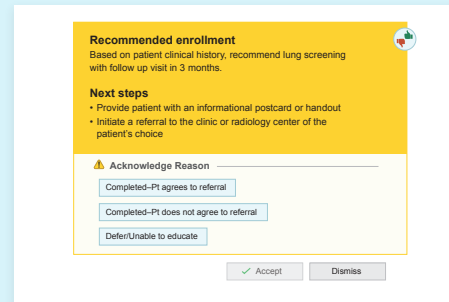 Recommended enrollment
Based on patient clinical history, recommend lung screening
with follow up visit in 3 months.
Next steps
• Provide patient with an informational postcard or handout
• Initiate a referral to the clinic or radiology center of the
patient's choice
Acknowledge Reason
Completed–Pt agrees to referral
Completed–Pt does not agree to referral
Defer/Unable to educate
Accept
Dismiss